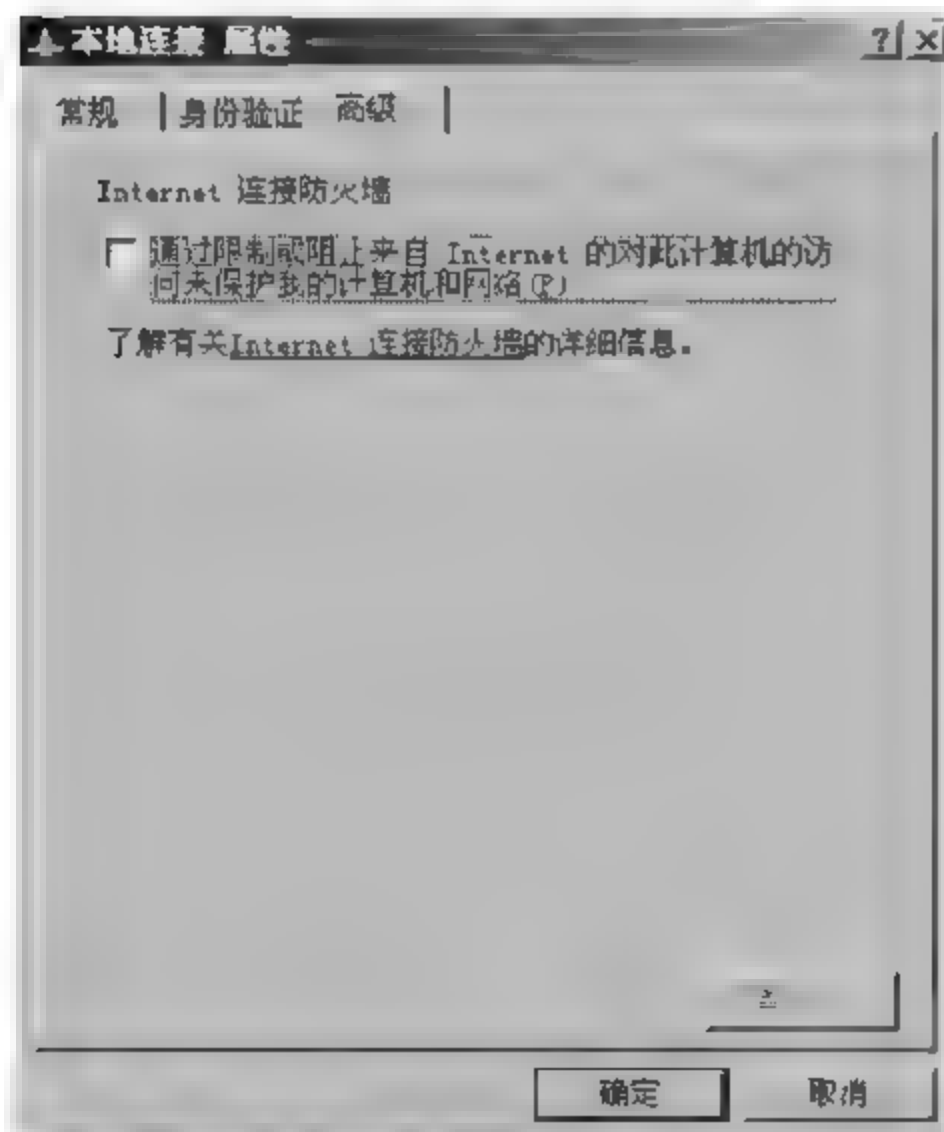 本地连接 属性
常规 身份验证 高级
Internet 连接防火墙
通过限制或阻止来自 Internet 的对此计算机的访
问来保护我的计算机和网络(P)
了解有关Internet 连接防火墙的详细信息。
确定 取消